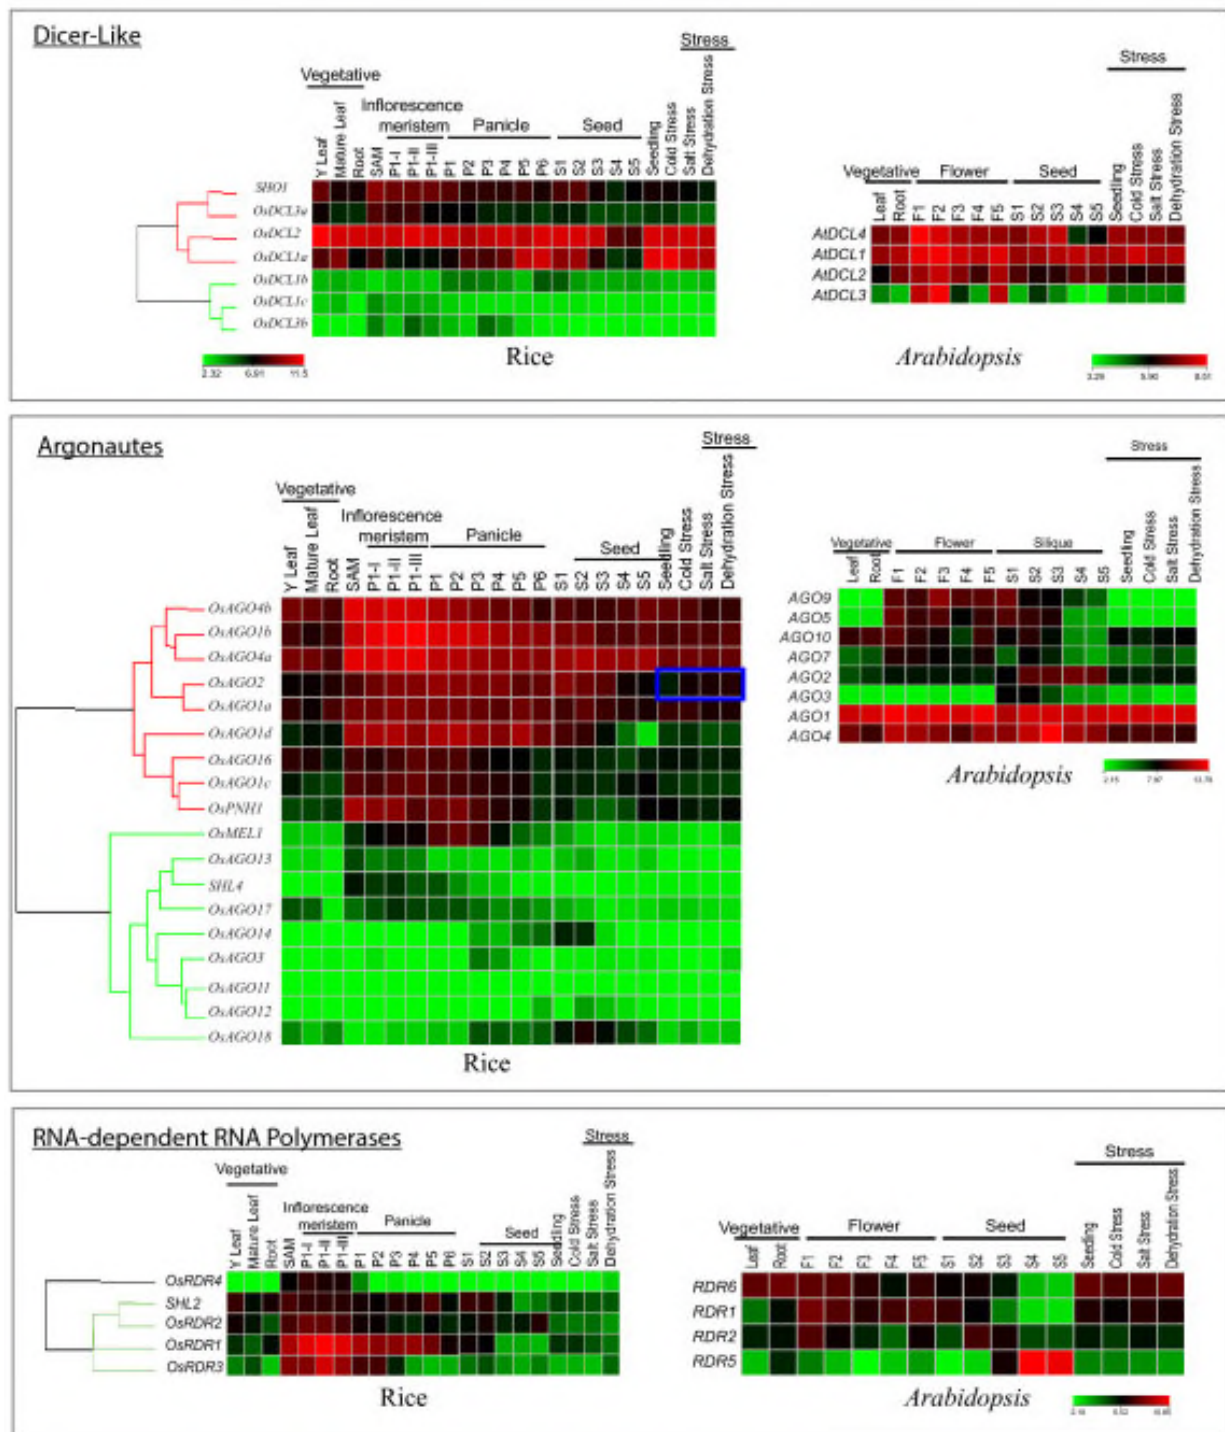 Dicer-Like
Stress
Vegetative
Inflorescence
meristem
Panicle
Seed
Y Leaf
Mature Leaf
Root
SAM
P1-I
P1-II
P1-III
P1
P2
P3
P4
P5
P6
S1
S2
S3
S4
S5
Seedling
Cold Stress
Salt Stress
Dehydration Stress
SHO1
OsDCL3a
OsDCL2
OsDCL1a
OsDCL1b
OsDCL1c
OsDCL3b
2.32 6.91 11.5
Rice
Stress
Vegetative
Flower
Seed
Leaf
Root
F1
F2
F3
F4
F5
S1
S2
S3
S4
S5
Seedling
Cold Stress
Salt Stress
Dehydration Stress
AtDCL4
AtDCL1
AtDCL2
AtDCL3
Arabidopsis
Argonautes
Stress
Vegetative
Inflorescence
meristem
Panicle
Seed
Y Leaf
Mature Leaf
Root
SAM
P1-I
P1-II
P1-III
P1
P2
P3
P4
P5
P6
S1
S2
S3
S4
S5
Seedling
Cold Stress
Salt Stress
Dehydration Stress
OsAGO4b
OsAGO1b
OsAGO4a
OsAGO2
OsAGO1a
OsAGO1d
OsAGO16
OsAGO1c
OsPNH1
OsMEL1
OsAGO13
SHL4
OsAGO17
OsAGO14
OsAGO3
OsAGO11
OsAGO12
OsAGO18
Rice
Stress
Vegetative
Flower
Silique
Leaf
Root
F1
F2
F3
F4
F5
S1
S2
S3
S4
S5
Seedling
Cold Stress
Salt Stress
Dehydration Stress
AGO9
AGO5
AGO10
AGO7
AGO2
AGO3
AGO1
AGO4
Arabidopsis
2.15 7.97 13.78
RNA-dependent RNA Polymerases
Stress
Vegetative
Inflorescence
meristem
Panicle
Seed
Y Leaf
Mature Leaf
Root
SAM
P1-I
P1-II
P1-III
P1
P2
P3
P4
P5
P6
S1
S2
S3
S4
S5
Seedling
Cold Stress
Salt Stress
Dehydration Stress
OsRDR4
SHL2
OsRDR2
OsRDR1
OsRDR3
Rice
Stress
Vegetative
Flower
Seed
Leaf
Root
F1
F2
F3
F4
F5
S1
S2
S3
S4
S5
Seedling
Cold Stress
Salt Stress
Dehydration Stress
RDR6
RDR1
RDR2
RDR5
Arabidopsis